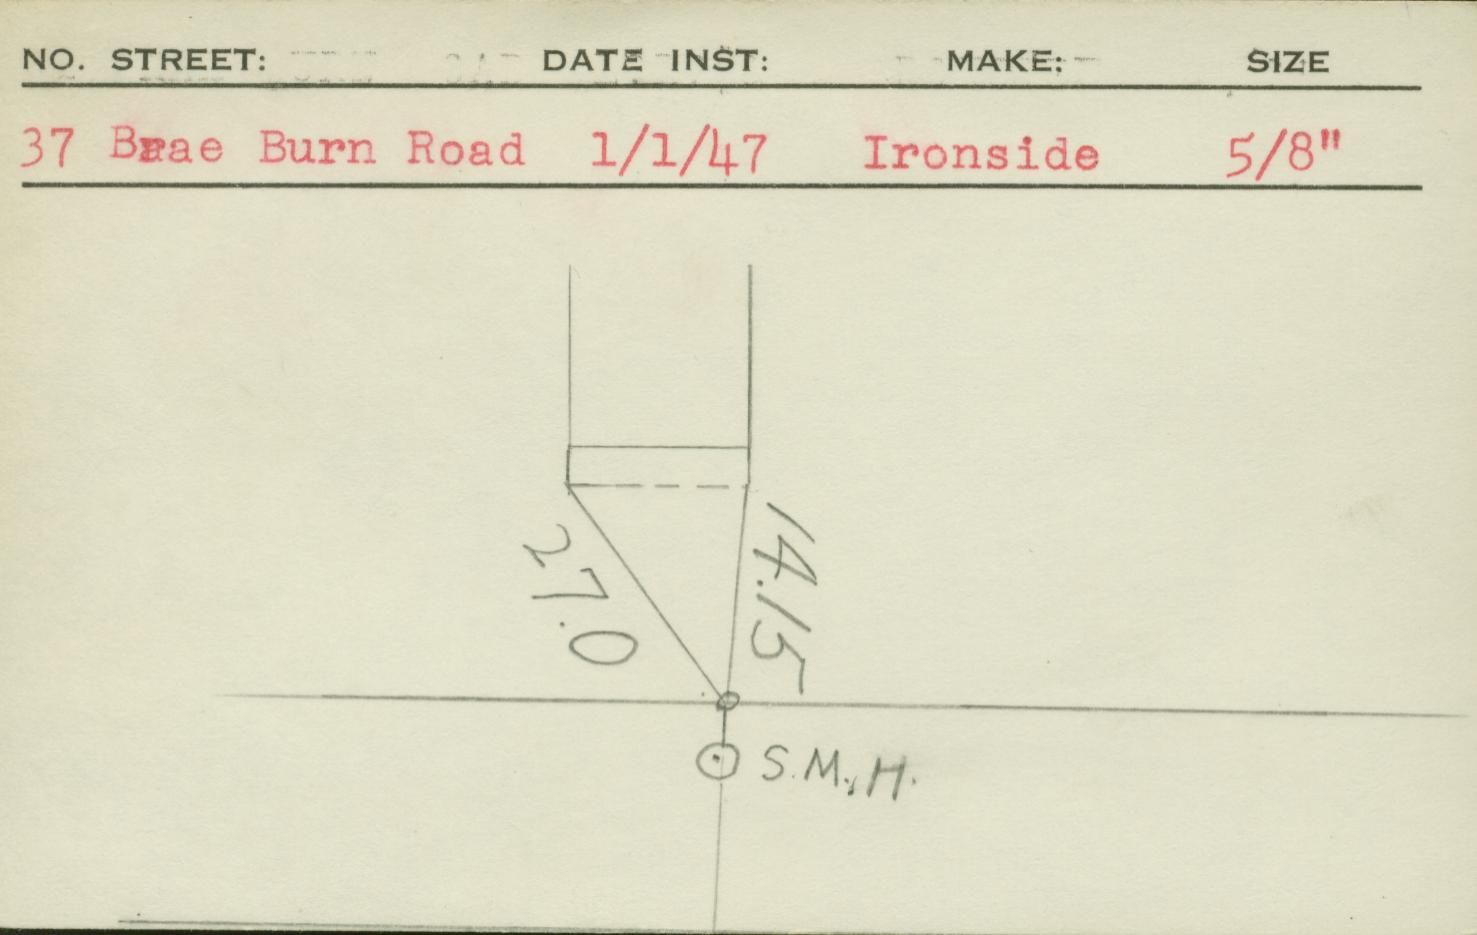 NO. STREET: DATE INST: MAKE: SIZE
37 Brae Burn Road 1/1/47 Ironside 5/8"
27.0
14.15
S.M.H.